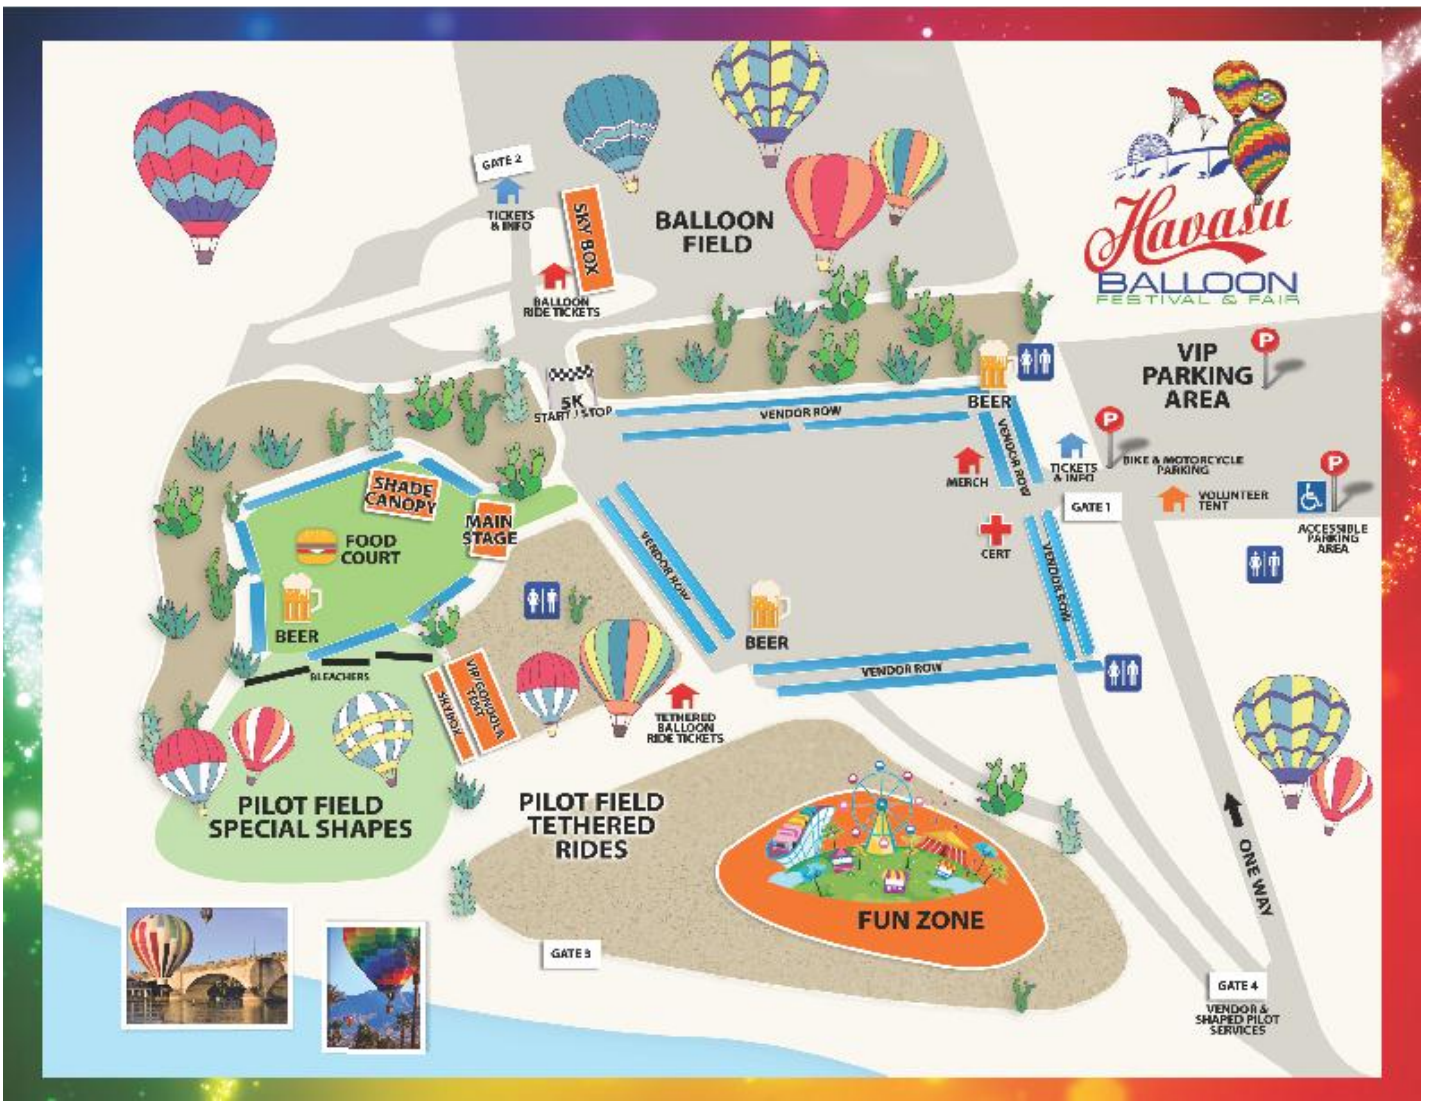 GATE 2
TICKETS
& INFO
SKY BOX
BALLOON
RIDE TICKETS
BALLOON
FIELD
Havasu
BALLOON
FESTIVAL & FAIR
VIP
PARKING
AREA
P
P
BIKE & MOTORCYCLE
PARKING
P
VOLUNTEER
TENT
ACCESSIBLE
PARKING
AREA
5K
START / STOP
VENDOR ROW
BEER
VENDOR ROW
MERCH
TICKETS
& INFO
GATE 1
CERT
VENDOR ROW
SHADE
CANOPY
MAIN
STAGE
FOOD
COURT
BEER
BLEACHERS
VENDOR ROW
BEER
VENDOR ROW
SKYBOX
VIP/GONDOLA
TENT
TETHERED
BALLOON
RIDE TICKETS
PILOT FIELD
SPECIAL SHAPES
PILOT FIELD
TETHERED
RIDES
FUN ZONE
ONE WAY
GATE 3
GATE 4
VENDOR &
SHAPED PILOT
SERVICES